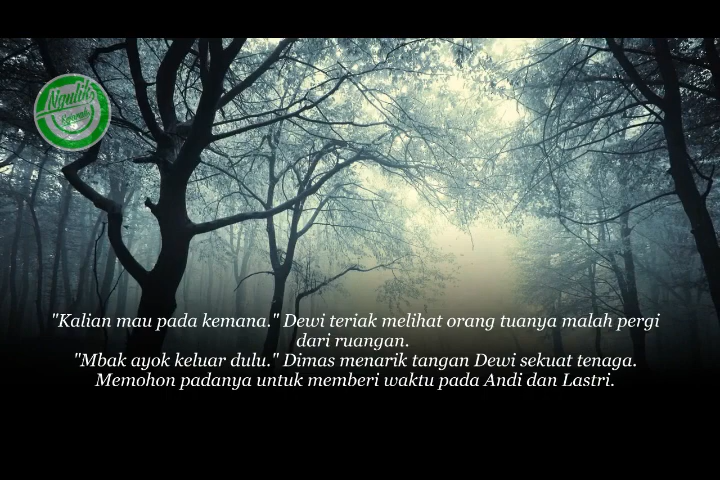 Ngulik
"Kalian mau pada kemana." Dewi teriak melihat orang tuanya malah pergi
dari ruangan.
"Mbak ayok keluar dulu." Dimas menarik tangan Dewi sekuat tenaga.
Memohon padanya untuk memberi waktu pada Andi dan Lastri.